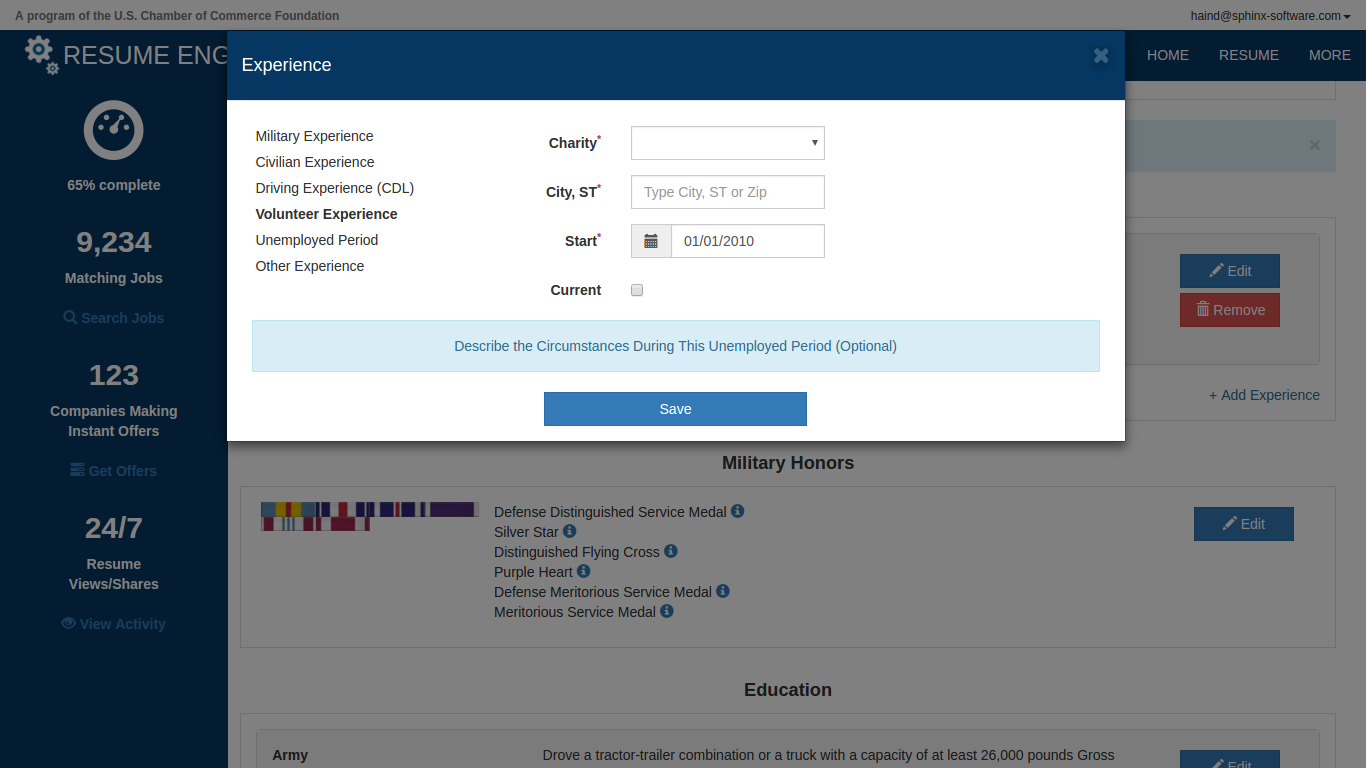 A program of the U.S. Chamber of Commerce Foundation
haind@sphinx-software.com
RESUME ENG
HOME RESUME MORE
Experience
65% complete
9,234
Matching Jobs
Search Jobs
123
Companies Making
Instant Offers
Get Offers
24/7
Resume
Views/Shares
View Activity
Military Experience
Civilian Experience
Driving Experience (CDL)
Volunteer Experience
Unemployed Period
Other Experience
Charity*
City, ST* Type City, ST or Zip
Start* 01/01/2010
Current
Describe the Circumstances During This Unemployed Period (Optional)
Save
Edit
Remove
+ Add Experience
Military Honors
Defense Distinguished Service Medal
Silver Star
Distinguished Flying Cross
Purple Heart
Defense Meritorious Service Medal
Meritorious Service Medal
Edit
Education
Army
Drove a tractor-trailer combination or a truck with a capacity of at least 26,000 pounds Gross
Edit